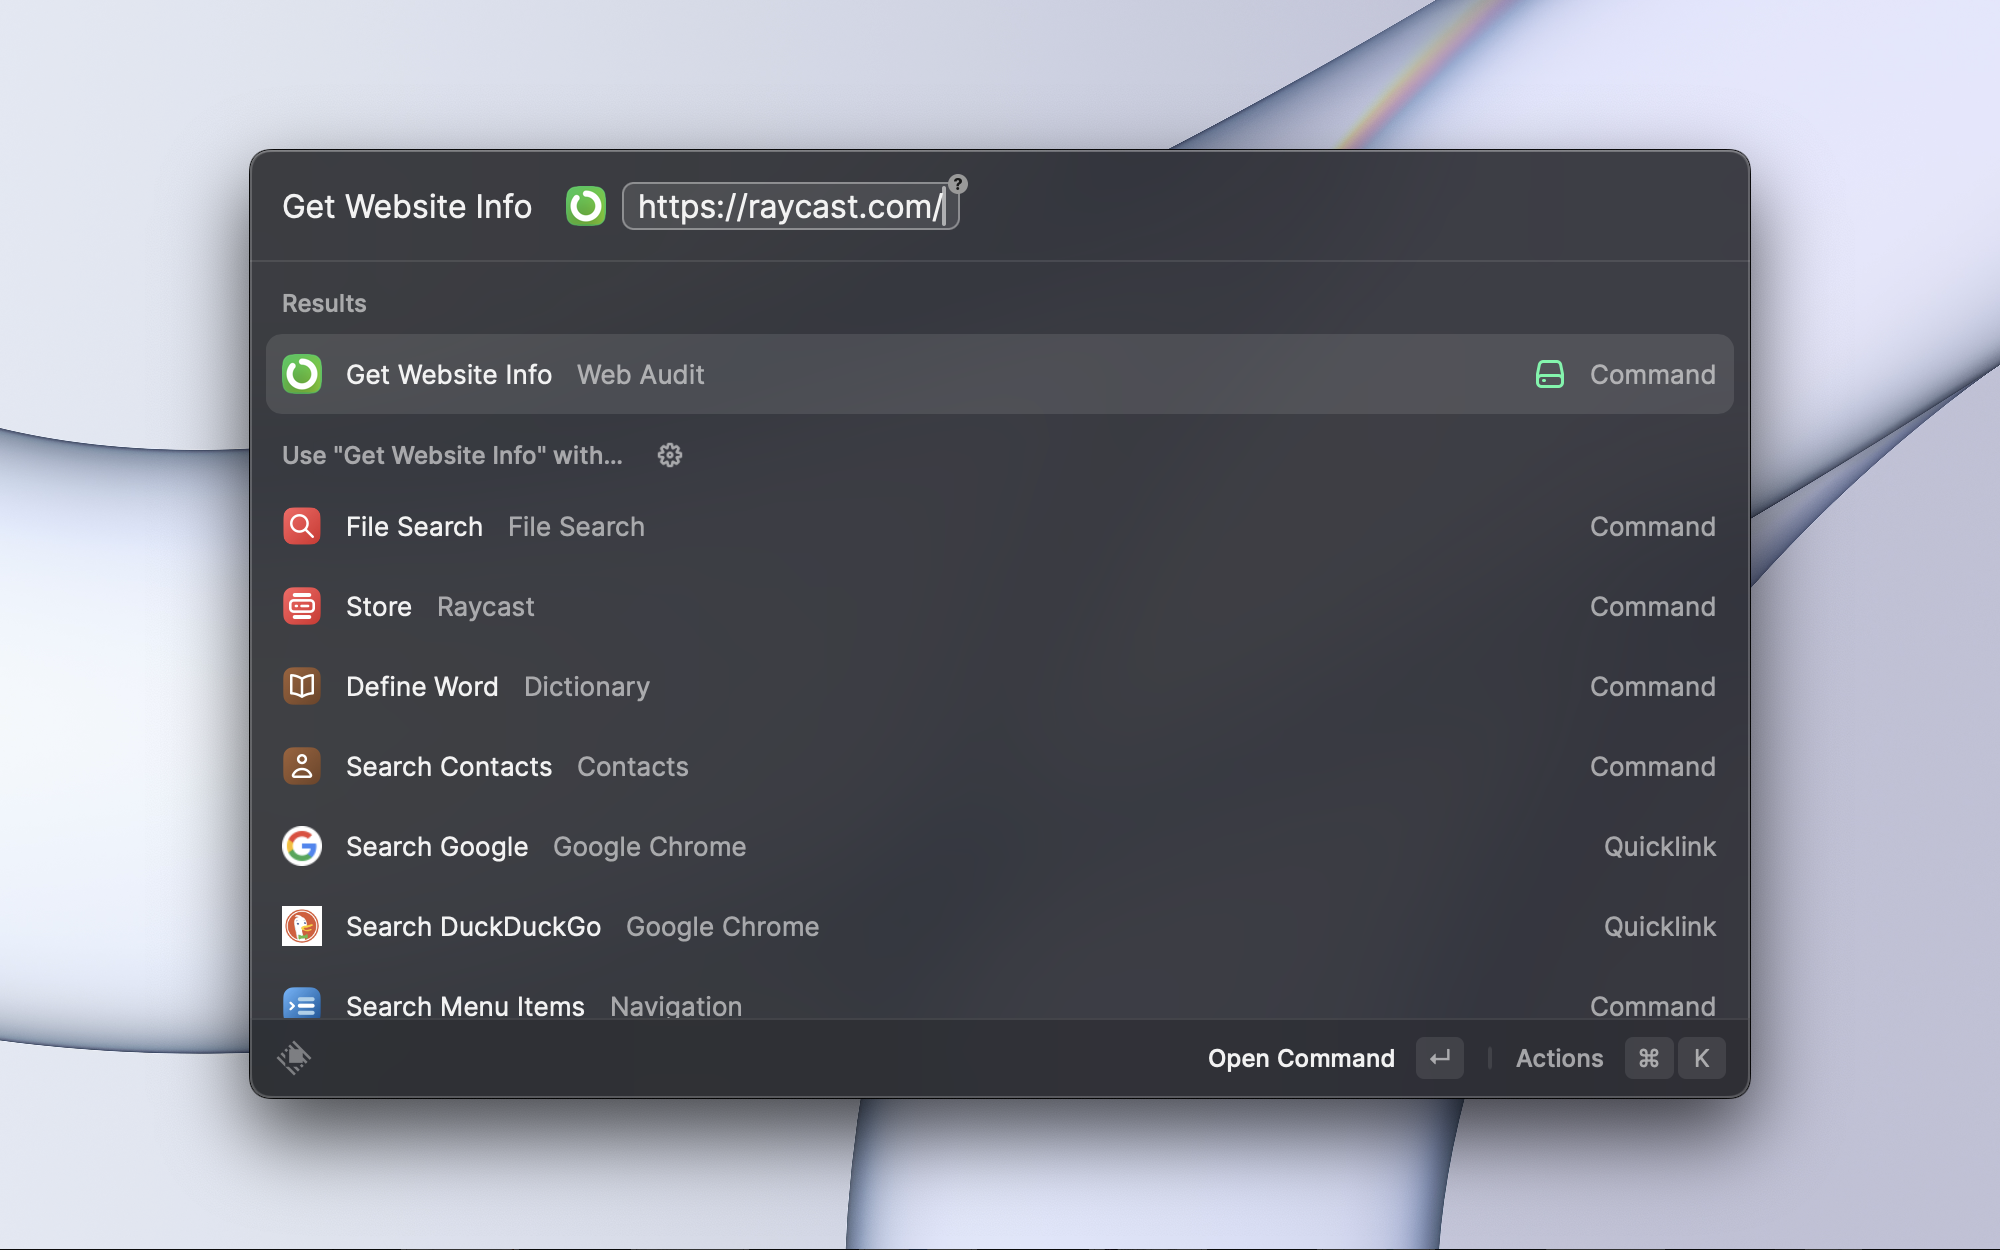 Get Website Info https://raycast.com/ ?
Results
Get Website Info Web Audit Command
Use "Get Website Info" with...
File Search File Search Command
Store Raycast Command
Define Word Dictionary Command
Search Contacts Contacts Command
Search Google Google Chrome Quicklink
Search DuckDuckGo Google Chrome Quicklink
Search Menu Items Navigation Command
Open Command ↵ Actions ⌘ K